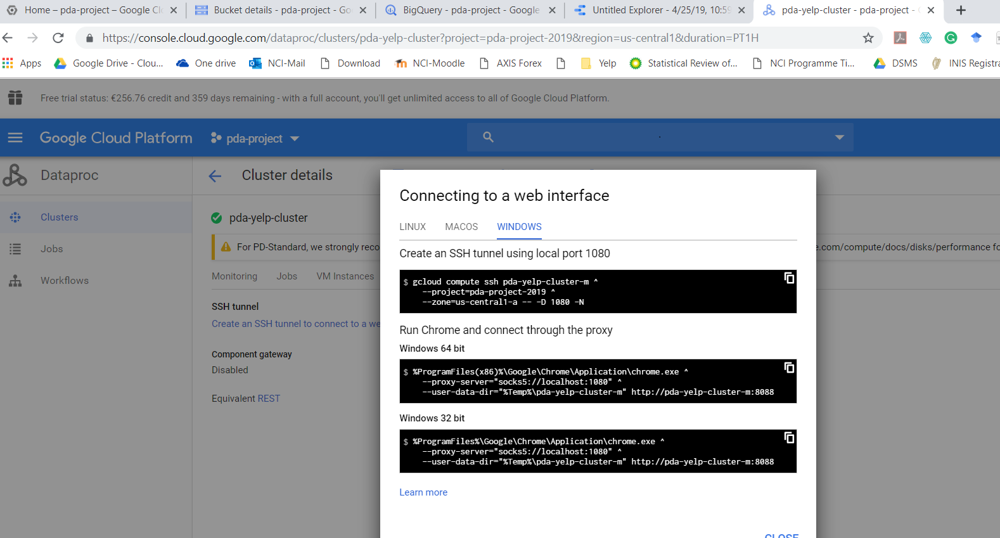 Home – pda-project – Google Cl
Bucket details - pda-project - Go
BigQuery - pda-project - Google
Untitled Explorer - 4/25/19, 10:59
pda-yelp-cluster - pda-project -
https://console.cloud.google.com/dataproc/clusters/pda-yelp-cluster?project=pda-project-2019&region=us-central1&duration=PT1H
Apps
Google Drive - Clou...
One drive
NCI-Mail
Download
NCI-Moodle
AXIS Forex
Yelp
Statistical Review of...
NCI Programme Ti...
DSMS
INIS Registra
Free trial status: €256.76 credit and 359 days remaining - with a full account, you'll get unlimited access to all of Google Cloud Platform.
Google Cloud Platform
pda-project
Dataproc
Cluster details
Clusters
Jobs
Workflows
pda-yelp-cluster
For PD-Standard, we strongly reco
e.com/compute/docs/disks/performance fo
Monitoring
Jobs
VM Instances
SSH tunnel
Create an SSH tunnel to connect to a we
Component gateway
Disabled
Equivalent REST
Connecting to a web interface
LINUX
MACOS
WINDOWS
Create an SSH tunnel using local port 1080
$ gcloud compute ssh pda-yelp-cluster-m ^
--project=pda-project-2019 ^
--zone=us-central1-a -- -D 1080 -N
Run Chrome and connect through the proxy
Windows 64 bit
$ %ProgramFiles(x86)%\Google\Chrome\Application\chrome.exe ^
--proxy-server="socks5://localhost:1080" ^
--user-data-dir="%Temp%\pda-yelp-cluster-m" http://pda-yelp-cluster-m:8088
Windows 32 bit
$ %ProgramFiles%\Google\Chrome\Application\chrome.exe ^
--proxy-server="socks5://localhost:1080" ^
--user-data-dir="%Temp%\pda-yelp-cluster-m" http://pda-yelp-cluster-m:8088
Learn more
CLOSE